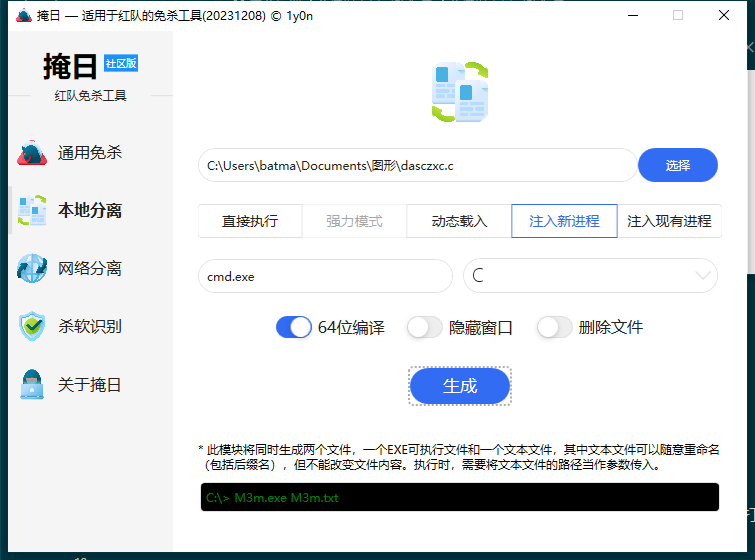 掩日 — 适用于红队的免杀工具(20231208) © 1y0n
掩日 社区版
红队免杀工具
通用免杀
本地分离
网络分离
杀软识别
关于掩日
C:\Users\batma\Documents\图形\dasczxc.c
选择
直接执行 强力模式 动态载入 注入新进程 注入现有进程
cmd.exe
C
64位编译 隐藏窗口 删除文件
生成
* 此模块将同时生成两个文件，一个EXE可执行文件和一个文本文件，其中文本文件可以随意重命名
（包括后缀名），但不能改变文件内容。执行时，需要将文本文件的路径当作参数传入。
C:\> M3m.exe M3m.txt